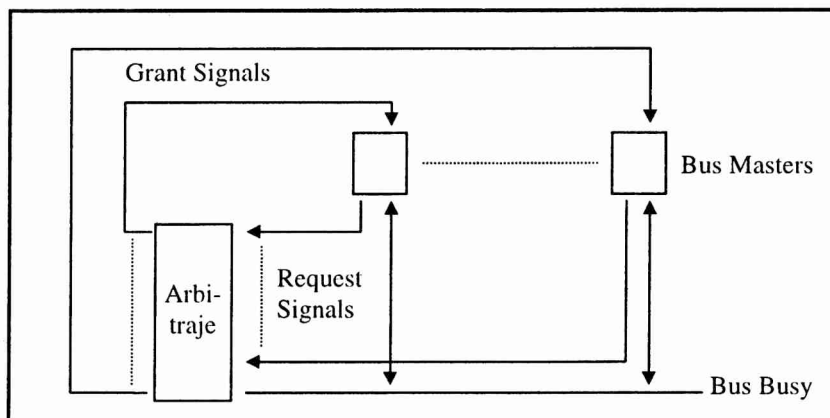 Grant Signals
Bus Masters
Request
Signals
Arbi-
traje
Bus Busy